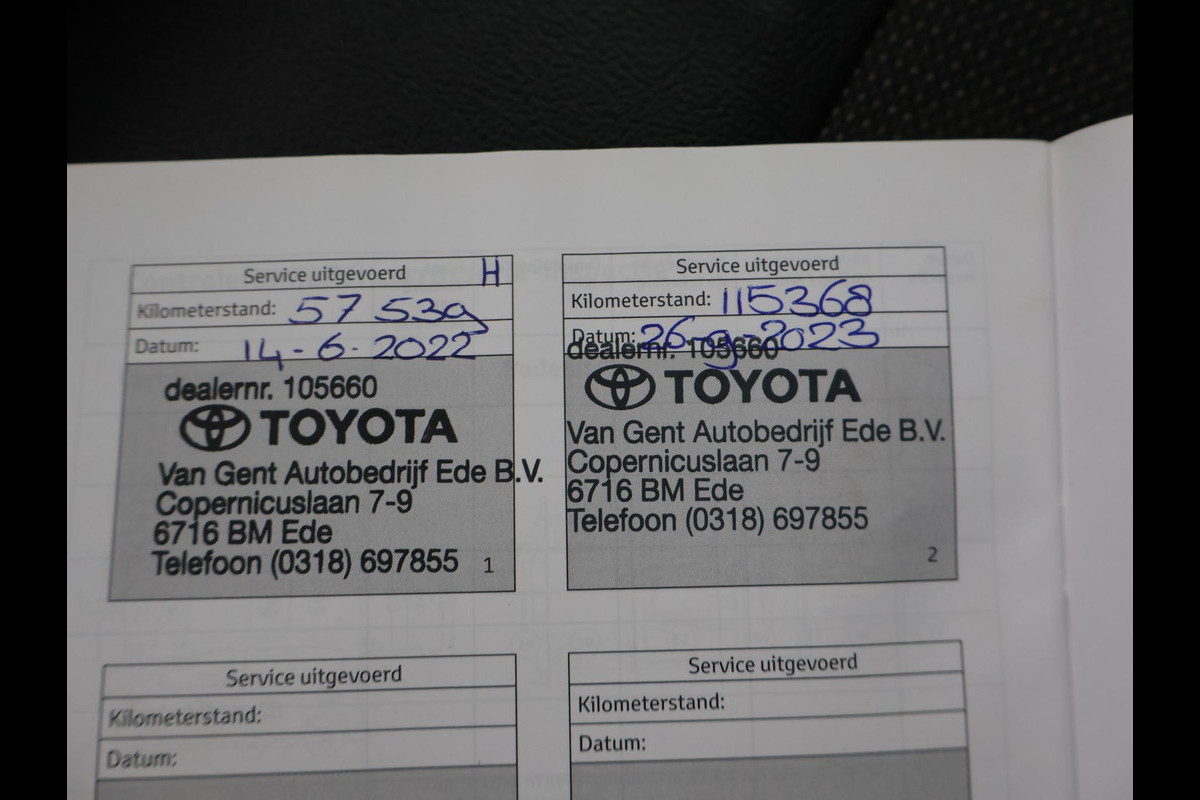 Service uitgevoerd H
Kilometerstand: 57 539
Datum: 14-6-2022
dealernr. 105660
TOYOTA
Van Gent Autobedrijf Ede B.V.
Copernicuslaan 7-9
6716 BM Ede
Telefoon (0318) 697855
1
Service uitgevoerd
Kilometerstand: 115368
Datum: 26-9-2023
dealernr. 105660
TOYOTA
Van Gent Autobedrijf Ede B.V.
Copernicuslaan 7-9
6716 BM Ede
Telefoon (0318) 697855
2
Service uitgevoerd
Kilometerstand:
Datum:
Service uitgevoerd
Kilometerstand:
Datum: